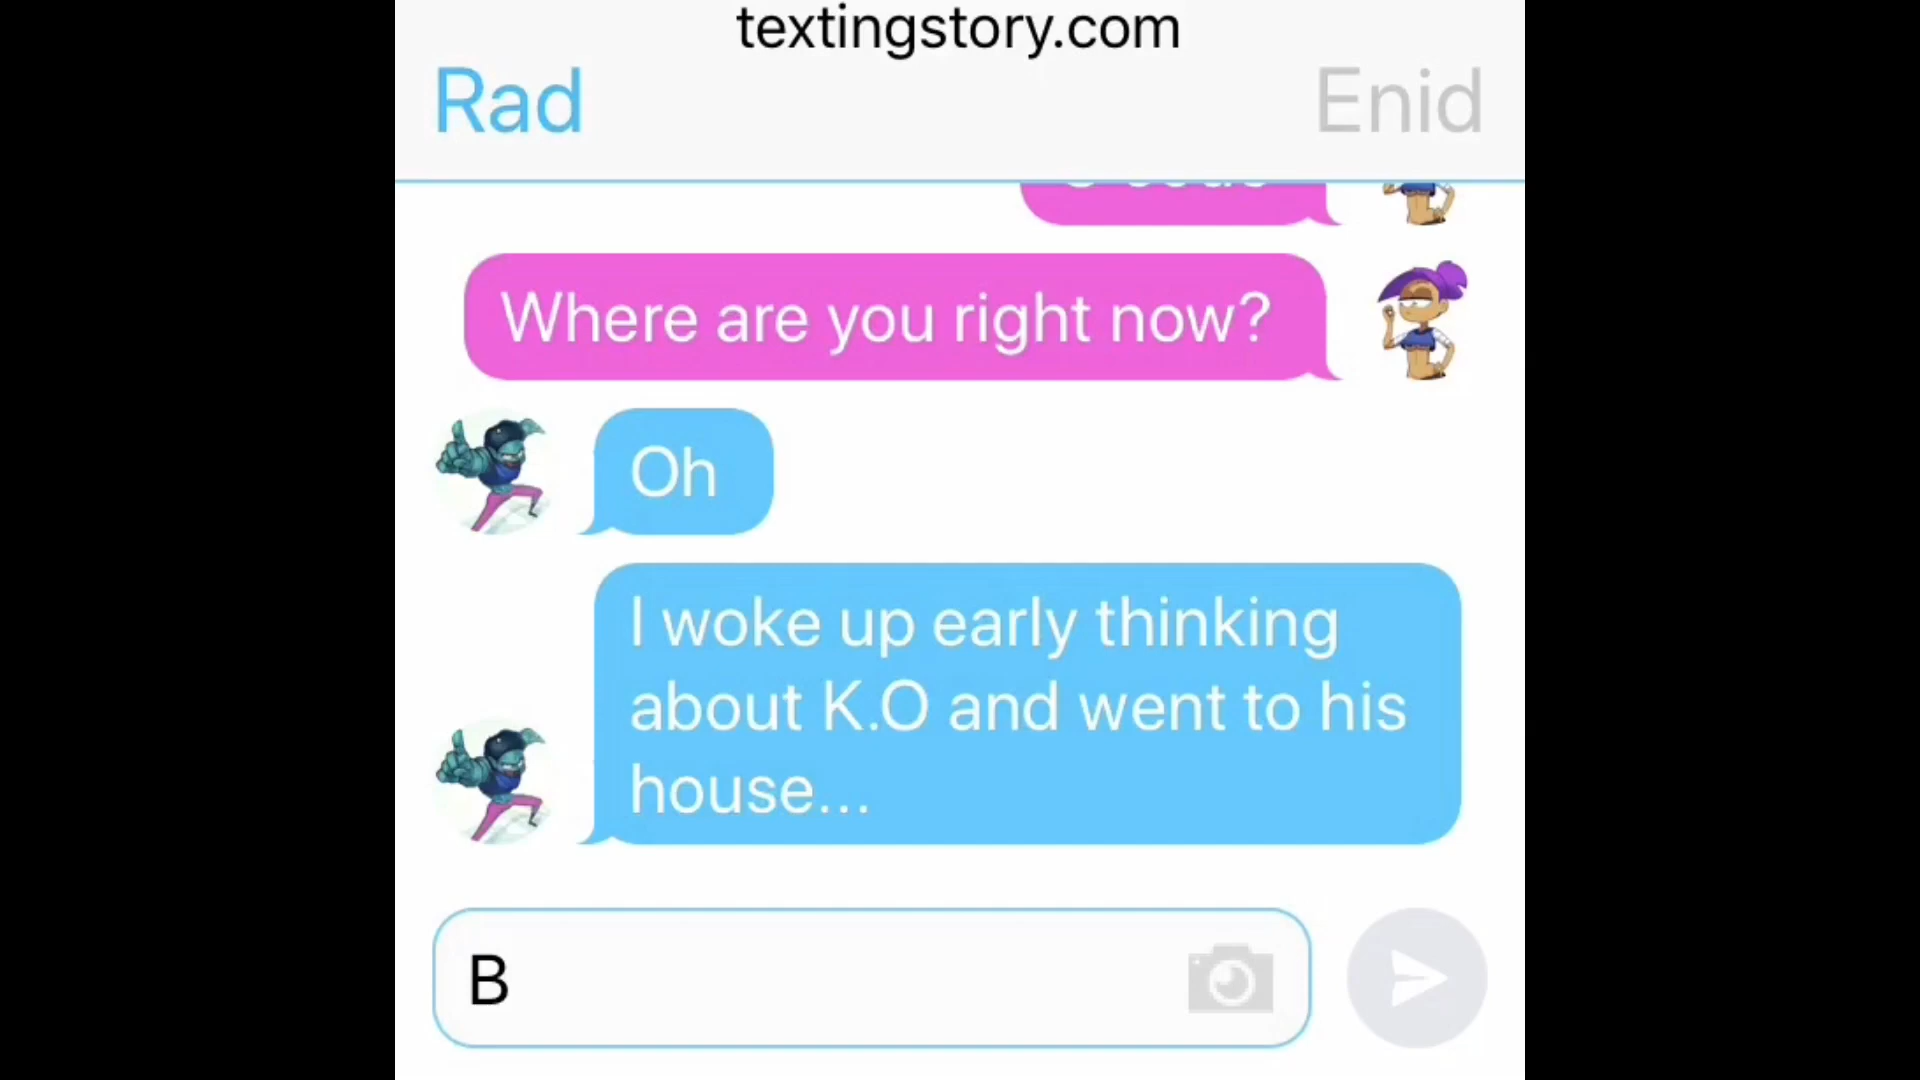 textingstory.com
Rad
Enid
Where are you right now?
Oh
I woke up early thinking
about K.O and went to his
house...
B